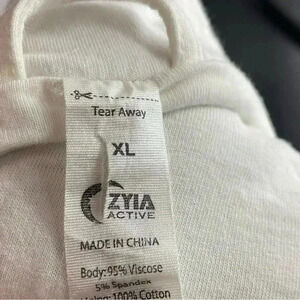 Tear Away
XL
ZYIA
ACTIVE
MADE IN CHINA
Body:95% Viscose
5% Spandex
100% Cotton